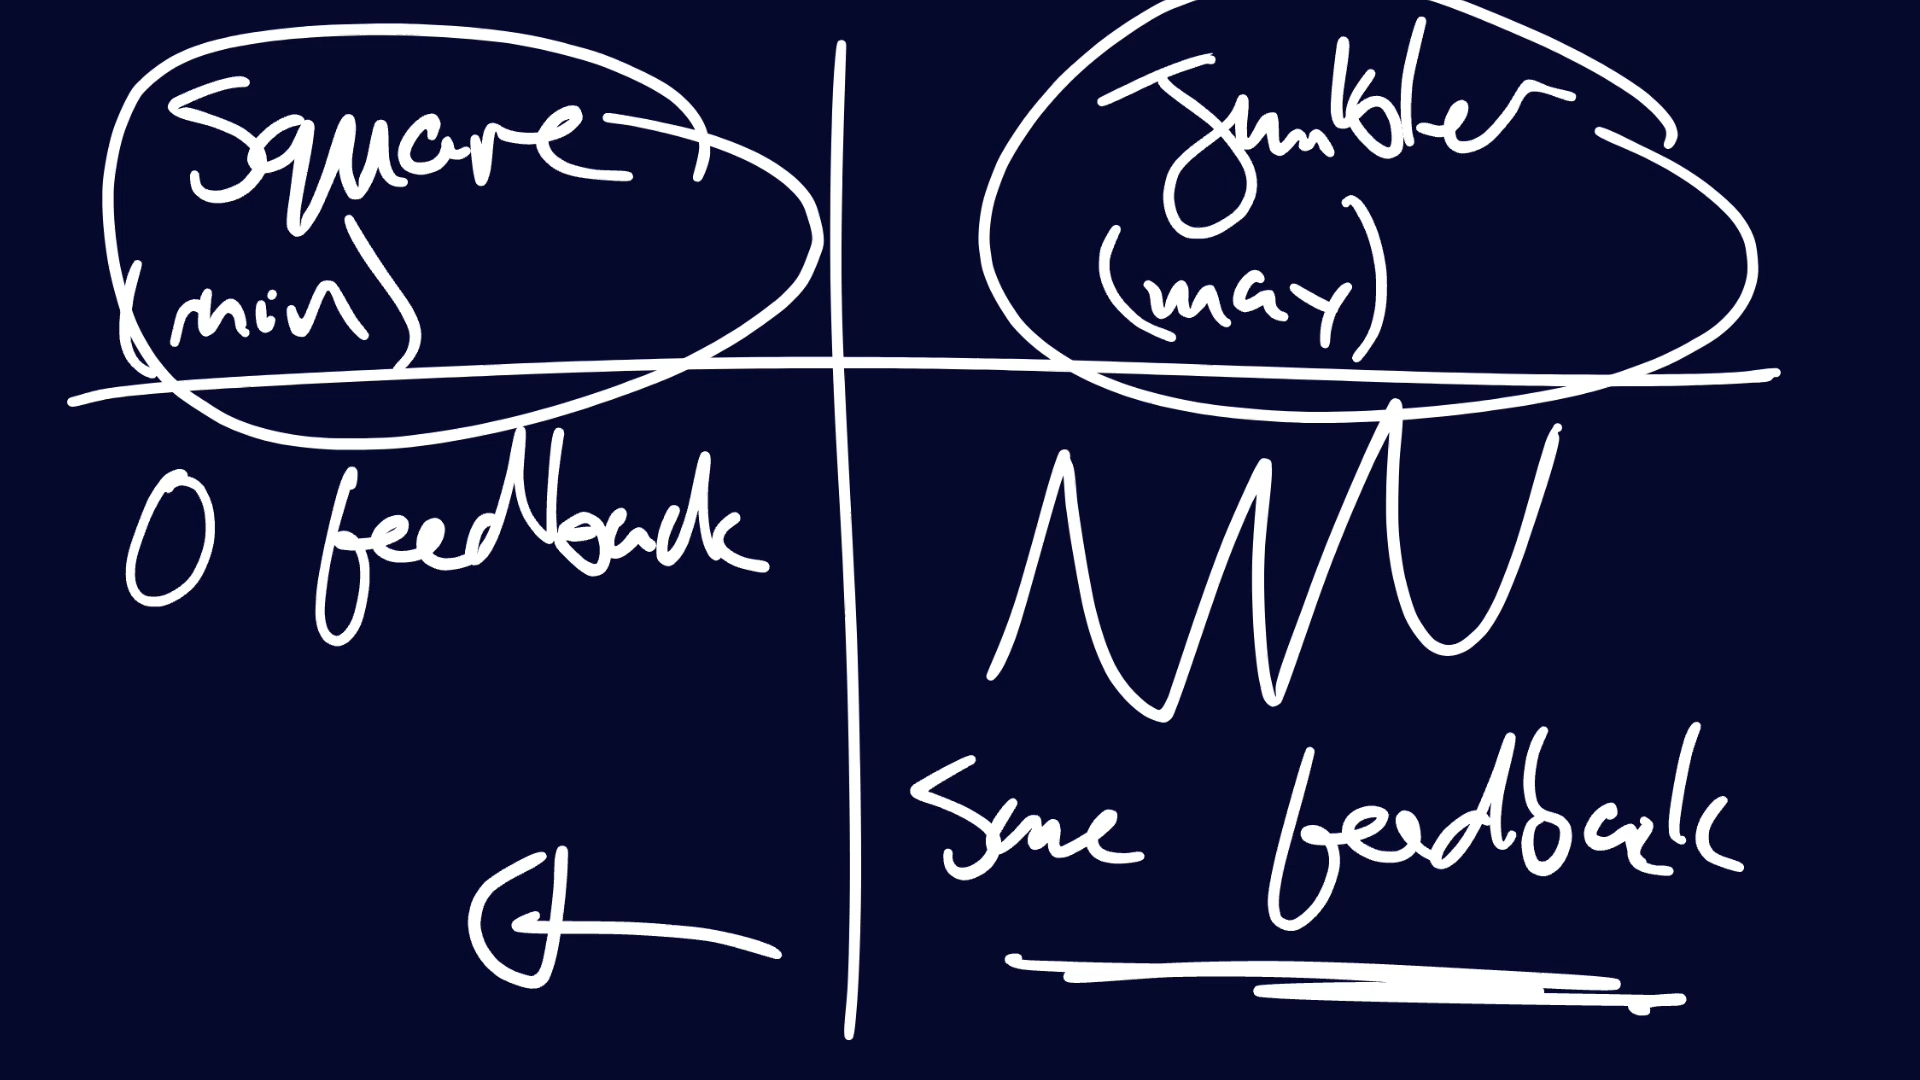 Square
(min)
Jumbler
(max)
0 feedback
Some feedback